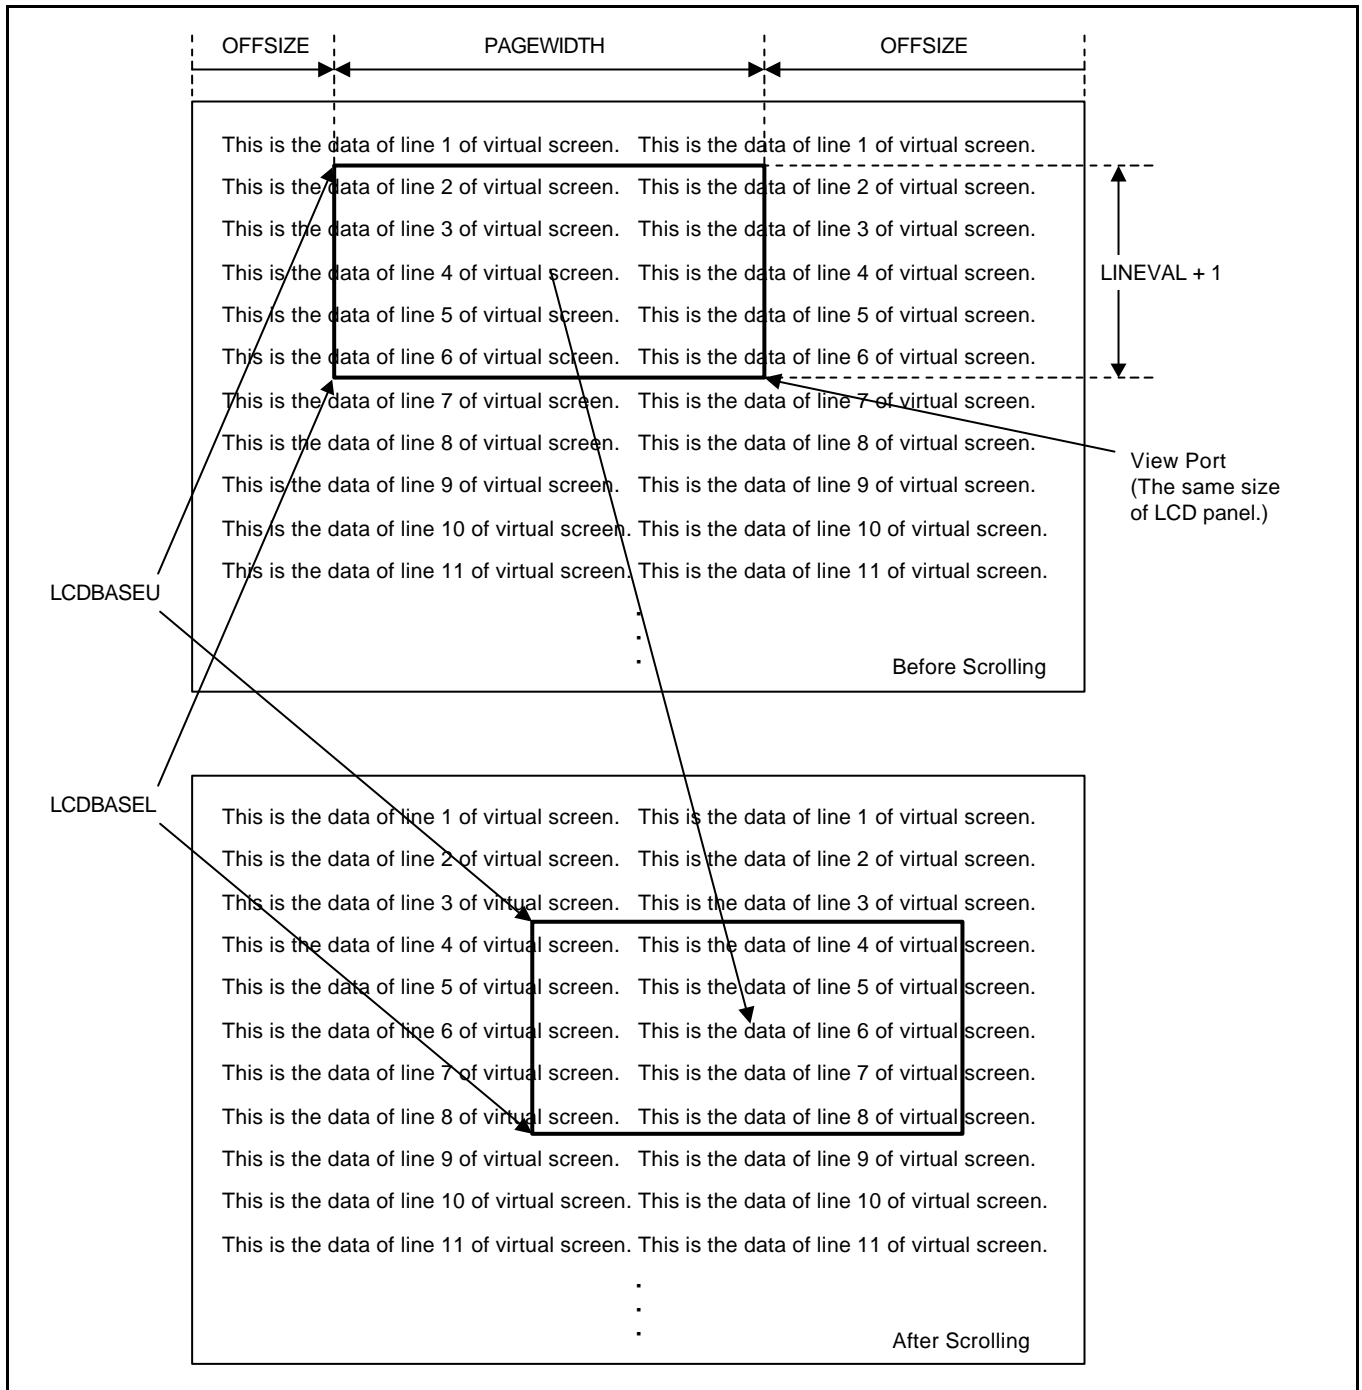 OFFSIZE PAGEWIDTH OFFSIZE
This is the data of line 1 of virtual screen. This is the data of line 1 of virtual screen.
This is the data of line 2 of virtual screen. This is the data of line 2 of virtual screen.
This is the data of line 3 of virtual screen. This is the data of line 3 of virtual screen.
This is the data of line 4 of virtual screen. This is the data of line 4 of virtual screen.
LINEVAL + 1
This is the data of line 5 of virtual screen. This is the data of line 5 of virtual screen.
This is the data of line 6 of virtual screen. This is the data of line 6 of virtual screen.
This is the data of line 7 of virtual screen. This is the data of line 7 of virtual screen.
This is the data of line 8 of virtual screen. This is the data of line 8 of virtual screen.
View Port
(The same size
of LCD panel.)
This is the data of line 9 of virtual screen. This is the data of line 9 of virtual screen.
This is the data of line 10 of virtual screen. This is the data of line 10 of virtual screen.
This is the data of line 11 of virtual screen. This is the data of line 11 of virtual screen.
LCDBASEU
.
.
.
Before Scrolling
LCDBASEL
This is the data of line 1 of virtual screen. This is the data of line 1 of virtual screen.
This is the data of line 2 of virtual screen. This is the data of line 2 of virtual screen.
This is the data of line 3 of virtual screen. This is the data of line 3 of virtual screen.
This is the data of line 4 of virtual screen. This is the data of line 4 of virtual screen.
This is the data of line 5 of virtual screen. This is the data of line 5 of virtual screen.
This is the data of line 6 of virtual screen. This is the data of line 6 of virtual screen.
This is the data of line 7 of virtual screen. This is the data of line 7 of virtual screen.
This is the data of line 8 of virtual screen. This is the data of line 8 of virtual screen.
This is the data of line 9 of virtual screen. This is the data of line 9 of virtual screen.
This is the data of line 10 of virtual screen. This is the data of line 10 of virtual screen.
This is the data of line 11 of virtual screen. This is the data of line 11 of virtual screen.
.
.
.
After Scrolling